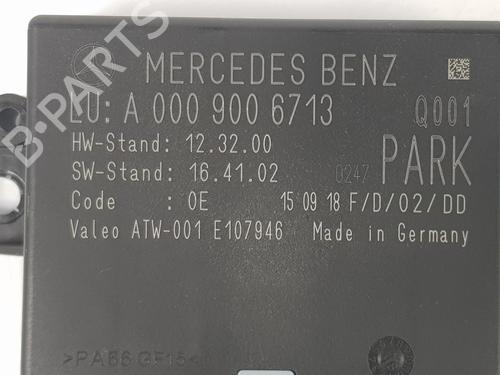 MERCEDES BENZ
LU: A 000 900 6713 Q001
HW-Stand: 12.32.00
SW-Stand: 16.41.02 0247 PARK
Code : 0E 15 09 18 F/D/02/DD
Valeo ATW-001 E107946 Made in Germany
>PA66 GF15<
B-PARTS